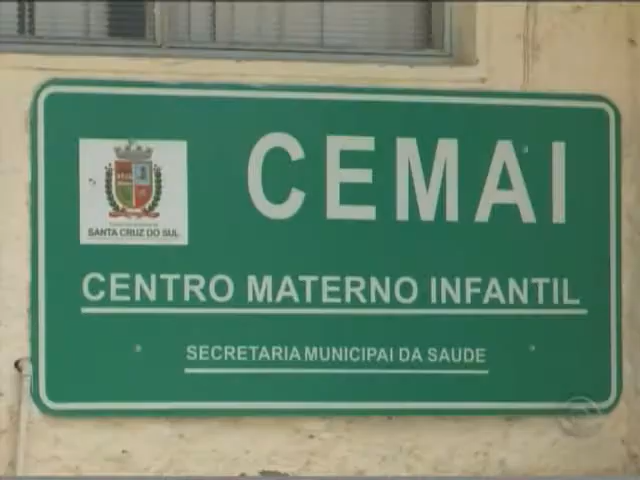 CEMAI
SANTA CRUZ DO SUL
CENTRO MATERNO INFANTIL
SECRETARIA MUNICIPAI DA SAUDE